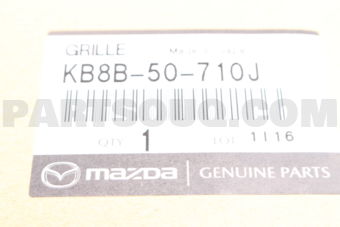 GRILLE
KB8B-50-710J
QTY 1 LOT 1116
mazda GENUINE PARTS
PARTSOUQ.COM